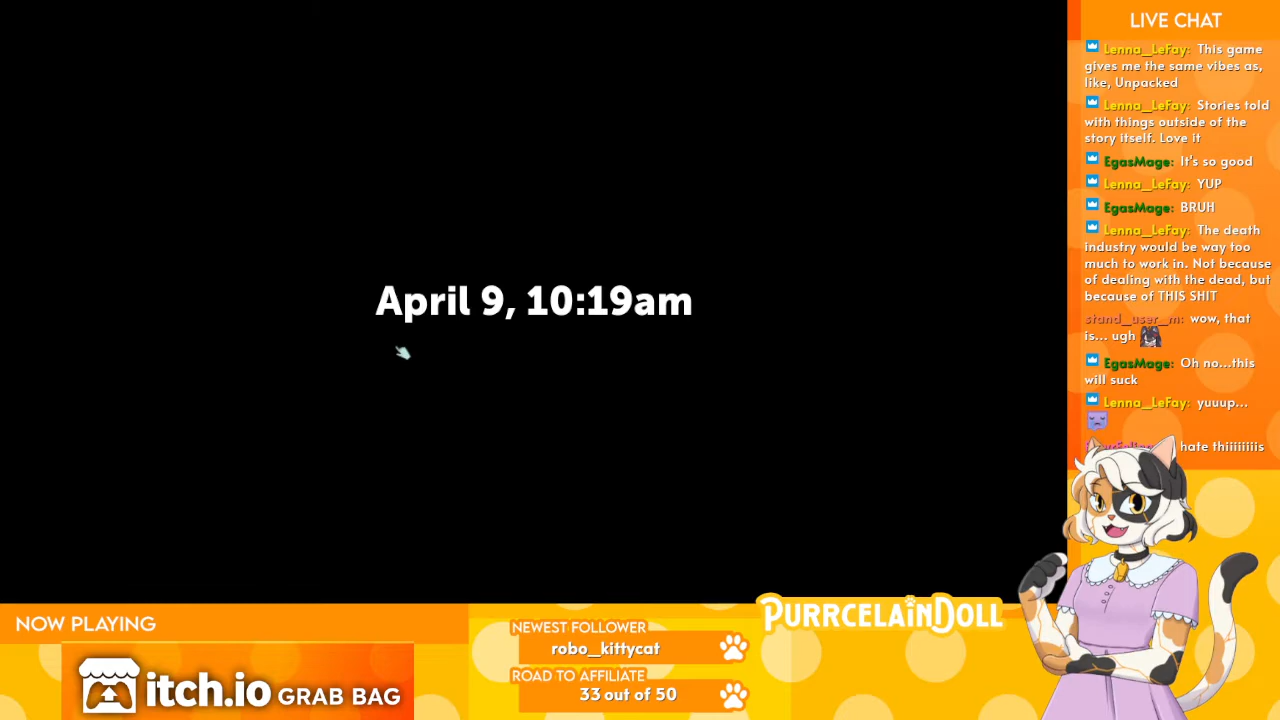 April 9, 10:19am
LIVE CHAT
Lenna_LeFay: This game
gives me the same vibes as,
like, Unpacked
Lenna_LeFay: Stories told
with things outside of the
story itself. Love it
EgasMage: It's so good
Lenna_LeFay: YUP
EgasMage: BRUH
Lenna_LeFay: The death
industry would be way too
much to work in. Not because
of dealing with the dead, but
because of THIS SHIT
stand_user_m: wow, that
is... ugh
EgasMage: Oh no...this
will suck
Lenna_LeFay: yuuup...
hate thiiiiiiiis
NOW PLAYING
itch.io GRAB BAG
NEWEST FOLLOWER
robo_kittycat
ROAD TO AFFILIATE
33 out of 50
PURRCELAINDOLL